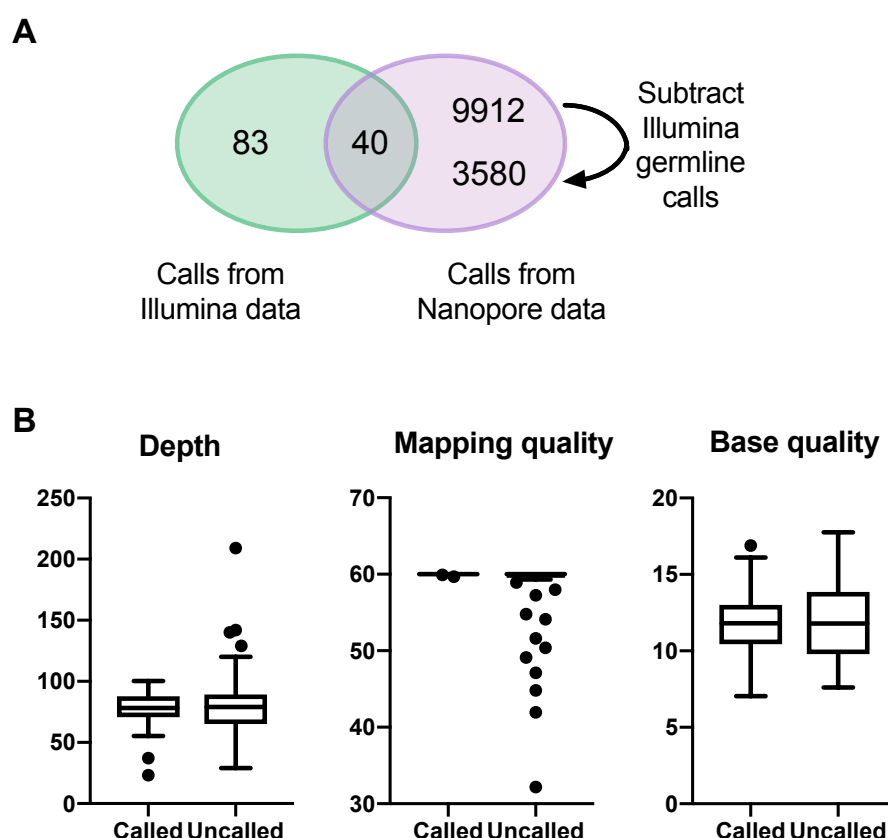 A
83
40
9912
3580
Subtract
Illumina
germline
calls
Calls from
Illumina data
Calls from
Nanopore data
B
Depth
250
200
150
100
50
0
Called Uncalled
Mapping quality
70
60
50
40
30
Called Uncalled
Base quality
20
15
10
5
0
Called Uncalled